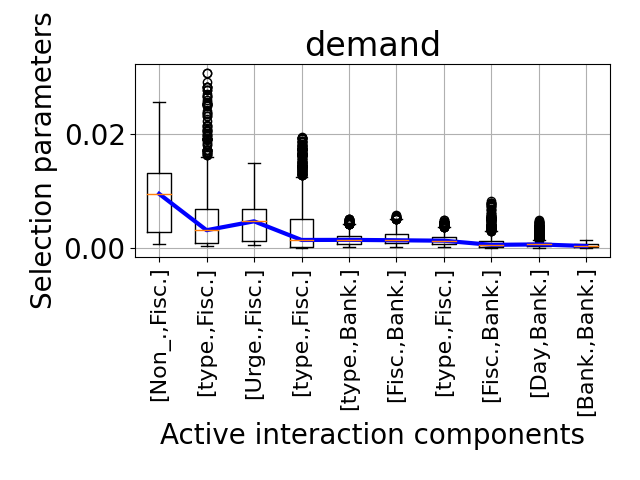 demand
Selection parameters
0.02
0.00
[Non_.,Fisc.]
[type.,Fisc.]
[Urge.,Fisc.]
[type.,Fisc.]
[type.,Bank.]
[Fisc.,Bank.]
[type.,Fisc.]
[Fisc.,Bank.]
[Day,Bank.]
[Bank.,Bank.]
Active interaction components